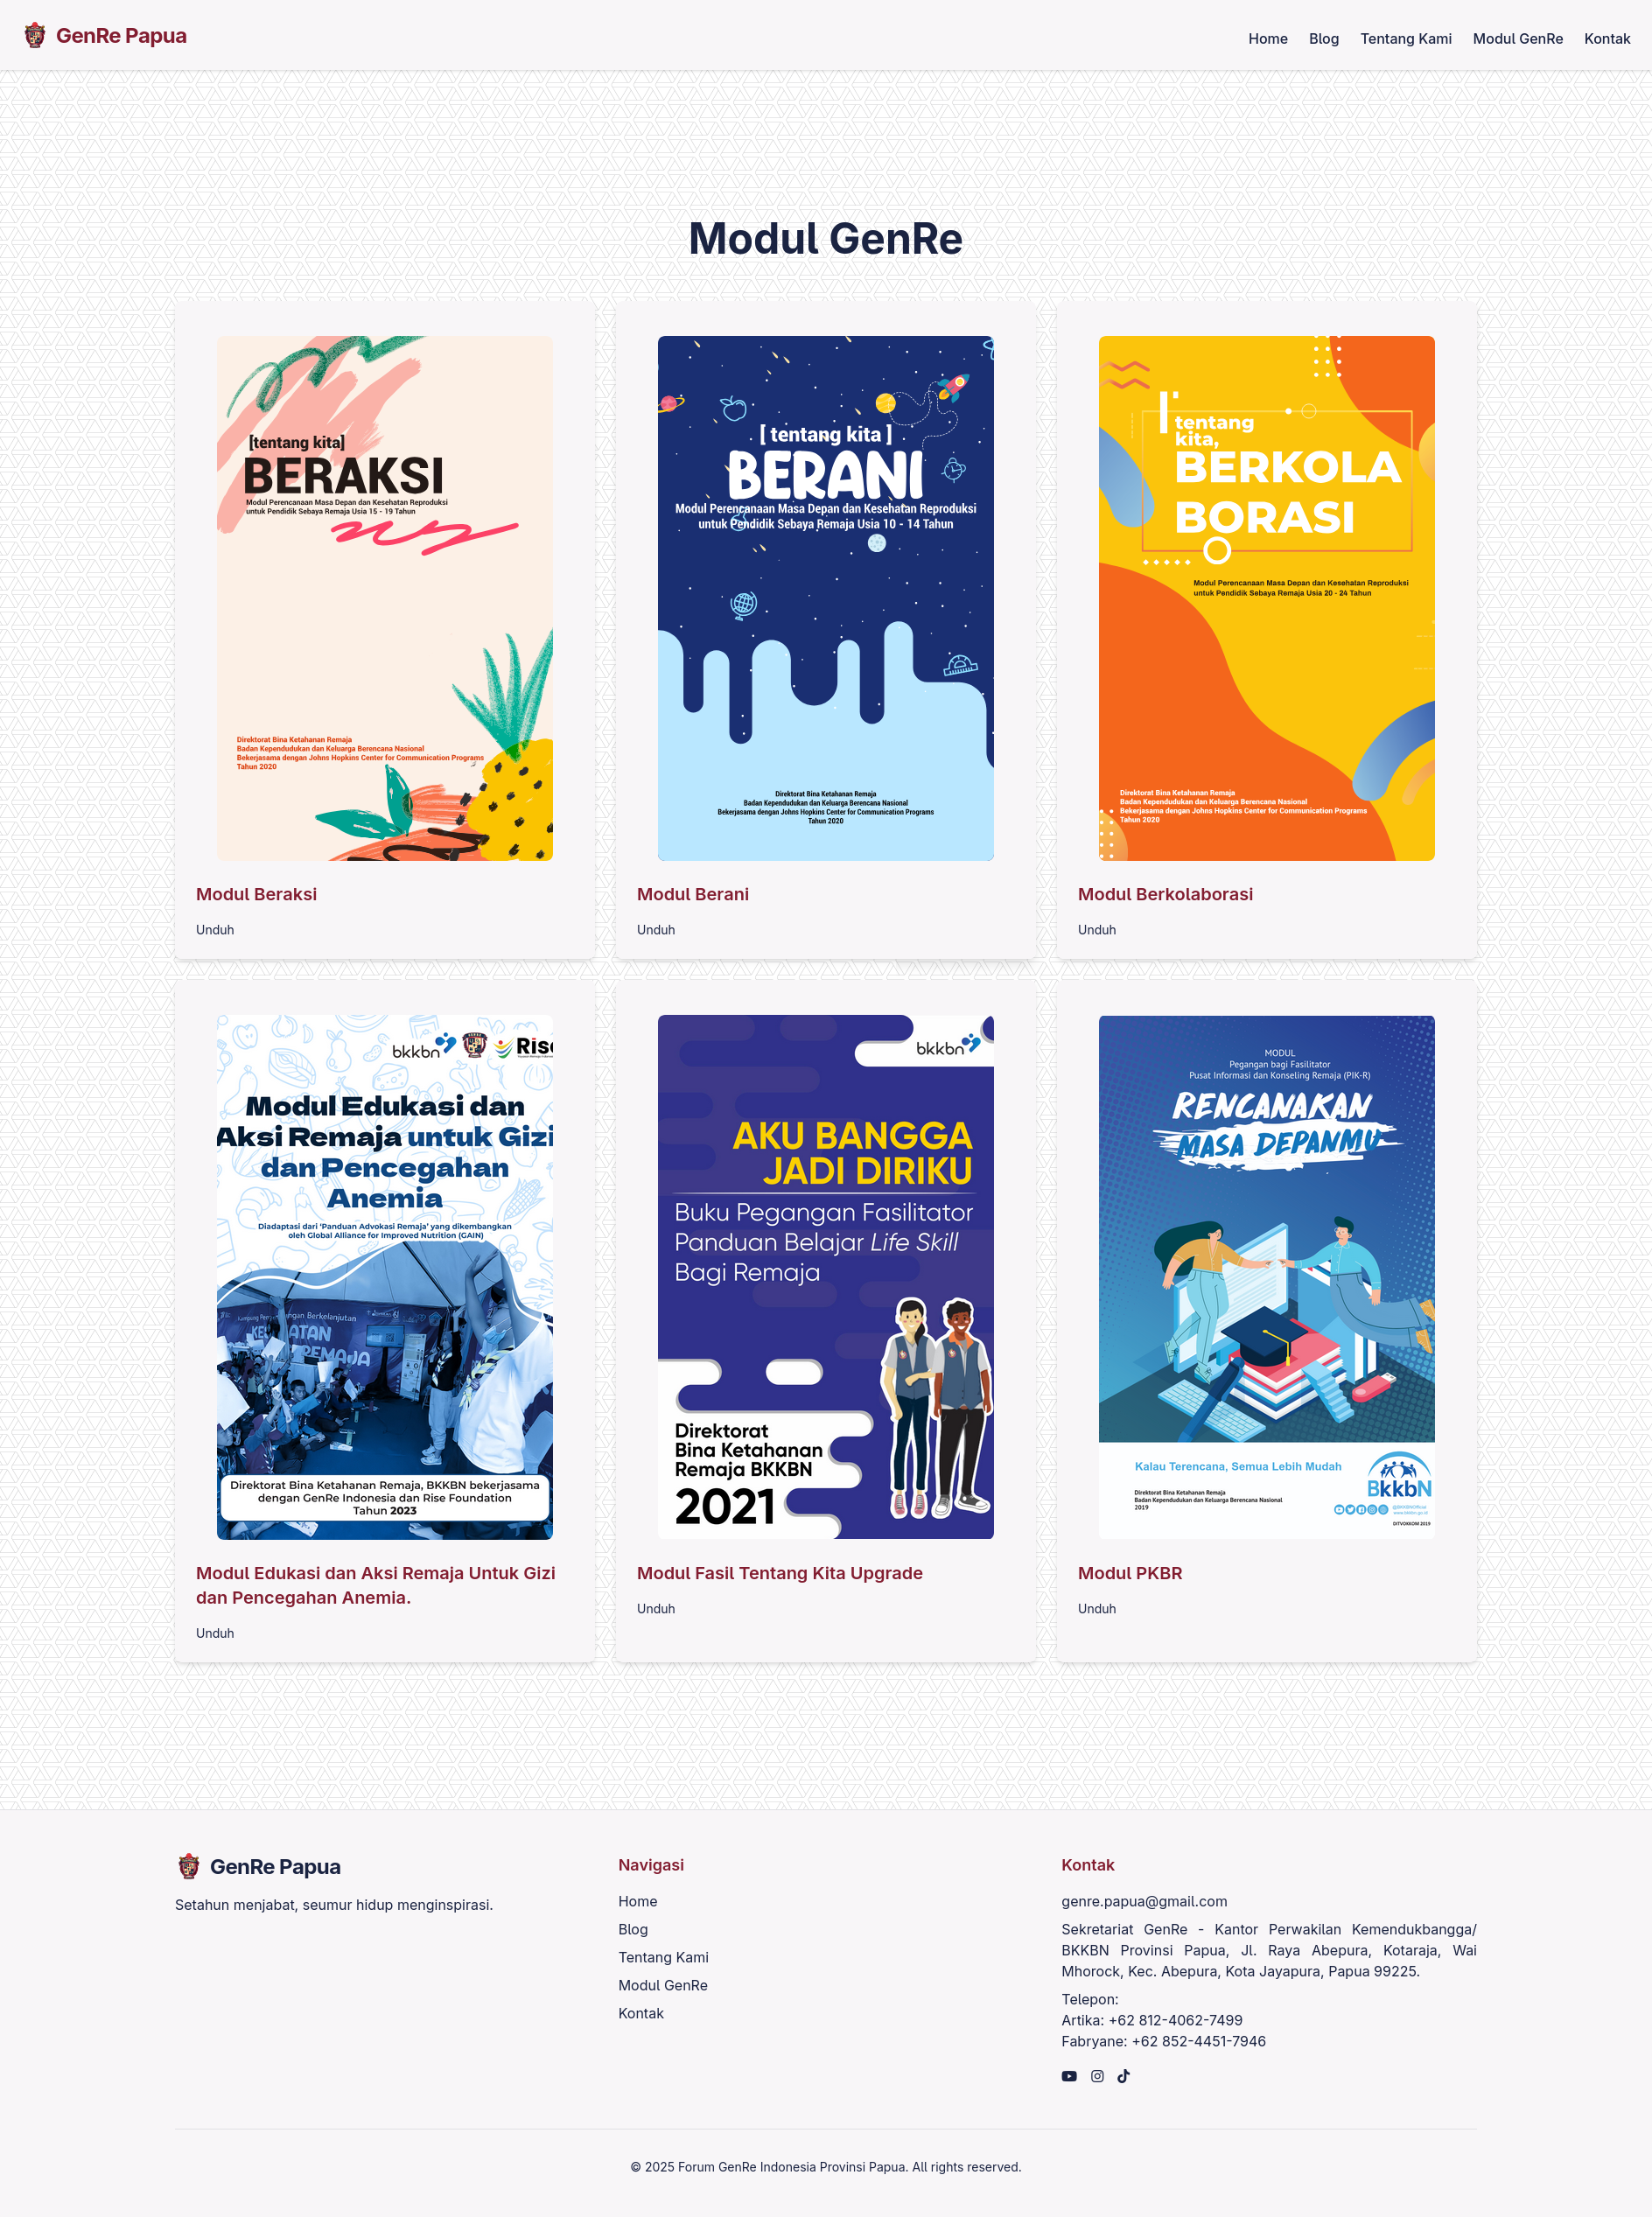 GenRe Papua
Home Blog Tentang Kami Modul GenRe Kontak
Modul GenRe
[tentang kita]
BERAKSI
Modul Perencanaan Masa Depan dan Kesehatan Reproduksi
untuk Pendidik Sebaya Remaja Usia 15 - 19 Tahun
Direktorat Bina Ketahanan Remaja
Badan Kependudukan dan Keluarga Berencana Nasional
Bekerjasama dengan Johns Hopkins Center for Communication Programs
Tahun 2020
Modul Beraksi
Unduh
[ tentang kita ]
BERANI
Modul Perencanaan Masa Depan dan Kesehatan Reproduksi
untuk Pendidik Sebaya Remaja Usia 10 - 14 Tahun
Direktorat Bina Ketahanan Remaja
Badan Kependudukan dan Keluarga Berencana Nasional
Bekerjasama dengan Johns Hopkins Center for Communication Programs
Tahun 2020
Modul Berani
Unduh
tentang
kita,
BERKOLA
BORASI
Modul Perencanaan Masa Depan dan Kesehatan Reproduksi
untuk Pendidik Sebaya Remaja Usia 20 - 24 Tahun
Direktorat Bina Ketahanan Remaja
Badan Kependudukan dan Keluarga Berencana Nasional
Bekerjasama dengan Johns Hopkins Center for Communication Programs
Tahun 2020
Modul Berkolaborasi
Unduh
bkkbn Rise
Modul Edukasi dan
Aksi Remaja untuk Gizi
dan Pencegahan
Anemia
Diadaptasi dari 'Panduan Advokasi Remaja' yang dikembangkan
oleh Global Alliance for Improved Nutrition (GAIN)
Direktorat Bina Ketahanan Remaja, BKKBN bekerjasama
dengan GenRe Indonesia dan Rise Foundation
Tahun 2023
Modul Edukasi dan Aksi Remaja Untuk Gizi
dan Pencegahan Anemia.
Unduh
bkkbn
AKU BANGGA
JADI DIRIKU
Buku Pegangan Fasilitator
Panduan Belajar Life Skill
Bagi Remaja
Direktorat
Bina Ketahanan
Remaja BKKBN
2021
Modul Fasil Tentang Kita Upgrade
Unduh
MODUL
Pegangan bagi Fasilitator
Pusat Informasi dan Konseling Remaja (PIK-R)
RENCANAKAN
MASA DEPANMU
Kalau Terencana, Semua Lebih Mudah
BkkbN
Direktorat Bina Ketahanan Remaja
Badan Kependudukan dan Keluarga Berencana Nasional
2019
DITVOKKOM 2019
Modul PKBR
Unduh
GenRe Papua
Setahun menjabat, seumur hidup menginspirasi.
Navigasi
Home
Blog
Tentang Kami
Modul GenRe
Kontak
Kontak
genre.papua@gmail.com
Sekretariat GenRe - Kantor Perwakilan Kemendukbangga/
BKKBN Provinsi Papua, Jl. Raya Abepura, Kotaraja, Wai
Mhorock, Kec. Abepura, Kota Jayapura, Papua 99225.
Telepon:
Artika: +62 812-4062-7499
Fabryane: +62 852-4451-7946
© 2025 Forum GenRe Indonesia Provinsi Papua. All rights reserved.